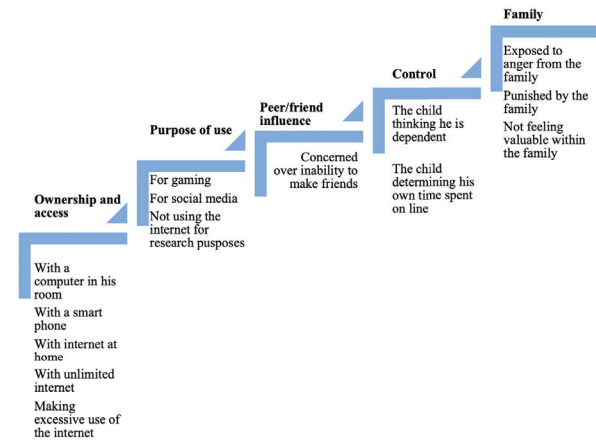 Ownership and
access
With a
computer in his
room
With a smart
phone
With internet at
home
With unlimited
internet
Making
excessive use of
the internet
Purpose of use
For gaming
For social media
Not using the
internet for
research pusposes
Peer/friend
influence
Concerned
over inability to
make friends
Control
The child
thinking he is
dependent
The child
determining his
own time spent
on line
Family
Exposed to
anger from the
family
Punished by the
family
Not feeling
valuable within
the family